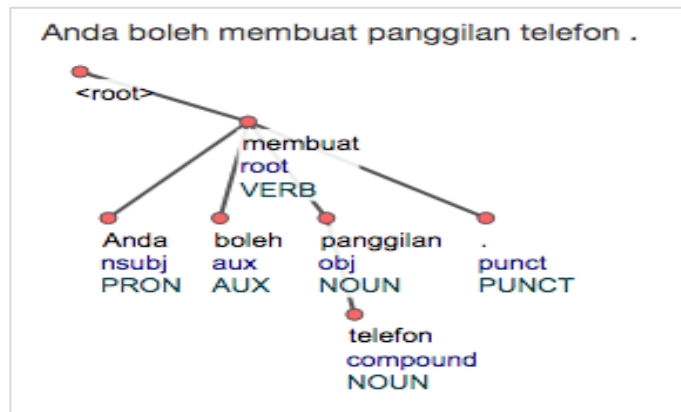 Anda boleh membuat panggilan telefon .
<root>
membuat
root
VERB
Anda boleh panggilan .
nsubj aux obj punct
PRON AUX NOUN PUNCT
telefon
compound
NOUN